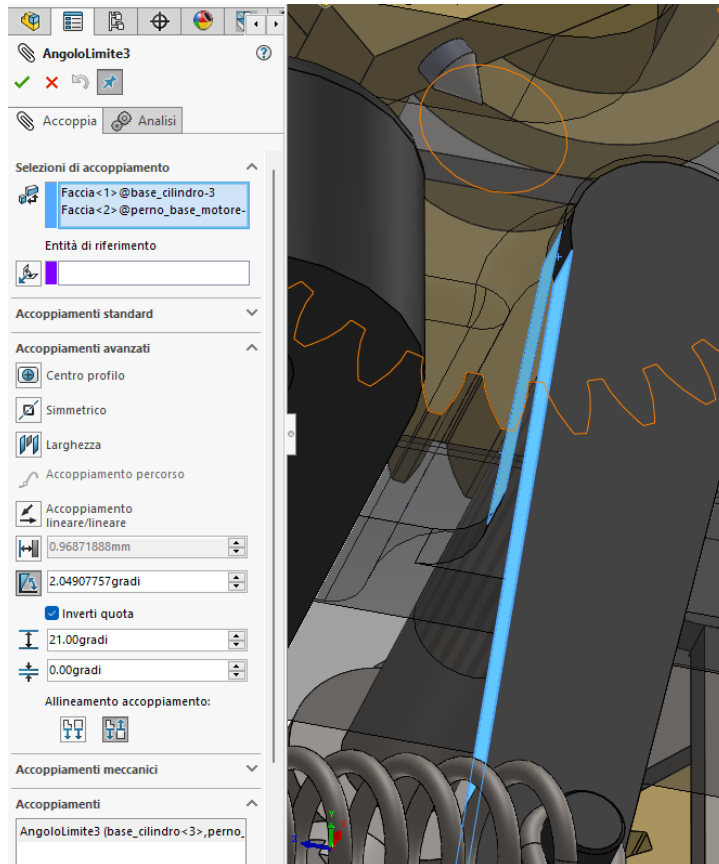 AngoloLimite3
Accoppia
Analisi
Selezioni di accoppiamento
Faccia<1>@base_cilindro-3
Faccia<2>@perno_base_motore-
Entità di riferimento
Accoppiamenti standard
Accoppiamenti avanzati
Centro profilo
Simmetrico
Larghezza
Accoppiamento percorso
Accoppiamento
lineare/lineare
0.96871888mm
2.04907757gradi
Inverti quota
21.00gradi
0.00gradi
Allineamento accoppiamento:
Accoppiamenti meccanici
Accoppiamenti
AngoloLimite3 (base_cilindro<3>,perno_